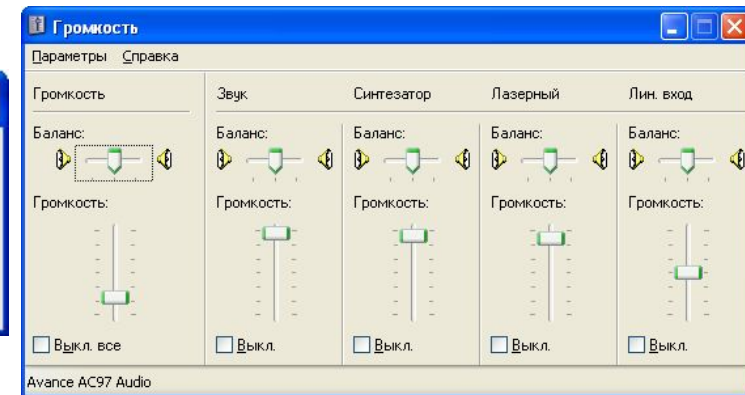 Громкость
Параметры Справка
Громкость Звук Синтезатор Лазерный Лин. вход
Баланс: Баланс: Баланс: Баланс: Баланс:
Громкость: Громкость: Громкость: Громкость: Громкость:
Выкл. все Выкл. Выкл. Выкл. Выкл.
Avance AC97 Audio